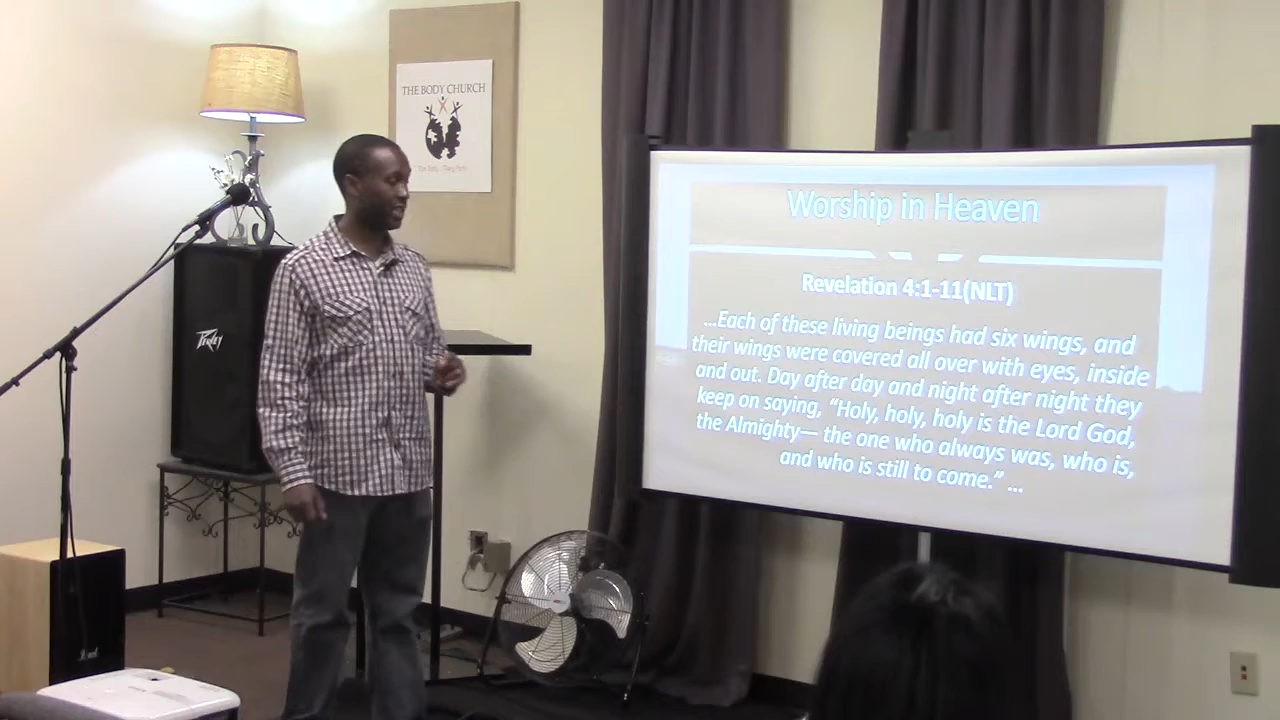 THE BODY CHURCH
PEAVEY
Worship in Heaven
Revelation 4:1-11(NLT)
...Each of these living beings had six wings, and
their wings were covered all over with eyes, inside
and out. Day after day and night after night they
keep on saying, “Holy, holy, holy is the Lord God,
the Almighty— the one who always was, who is,
and who is still to come.” ...